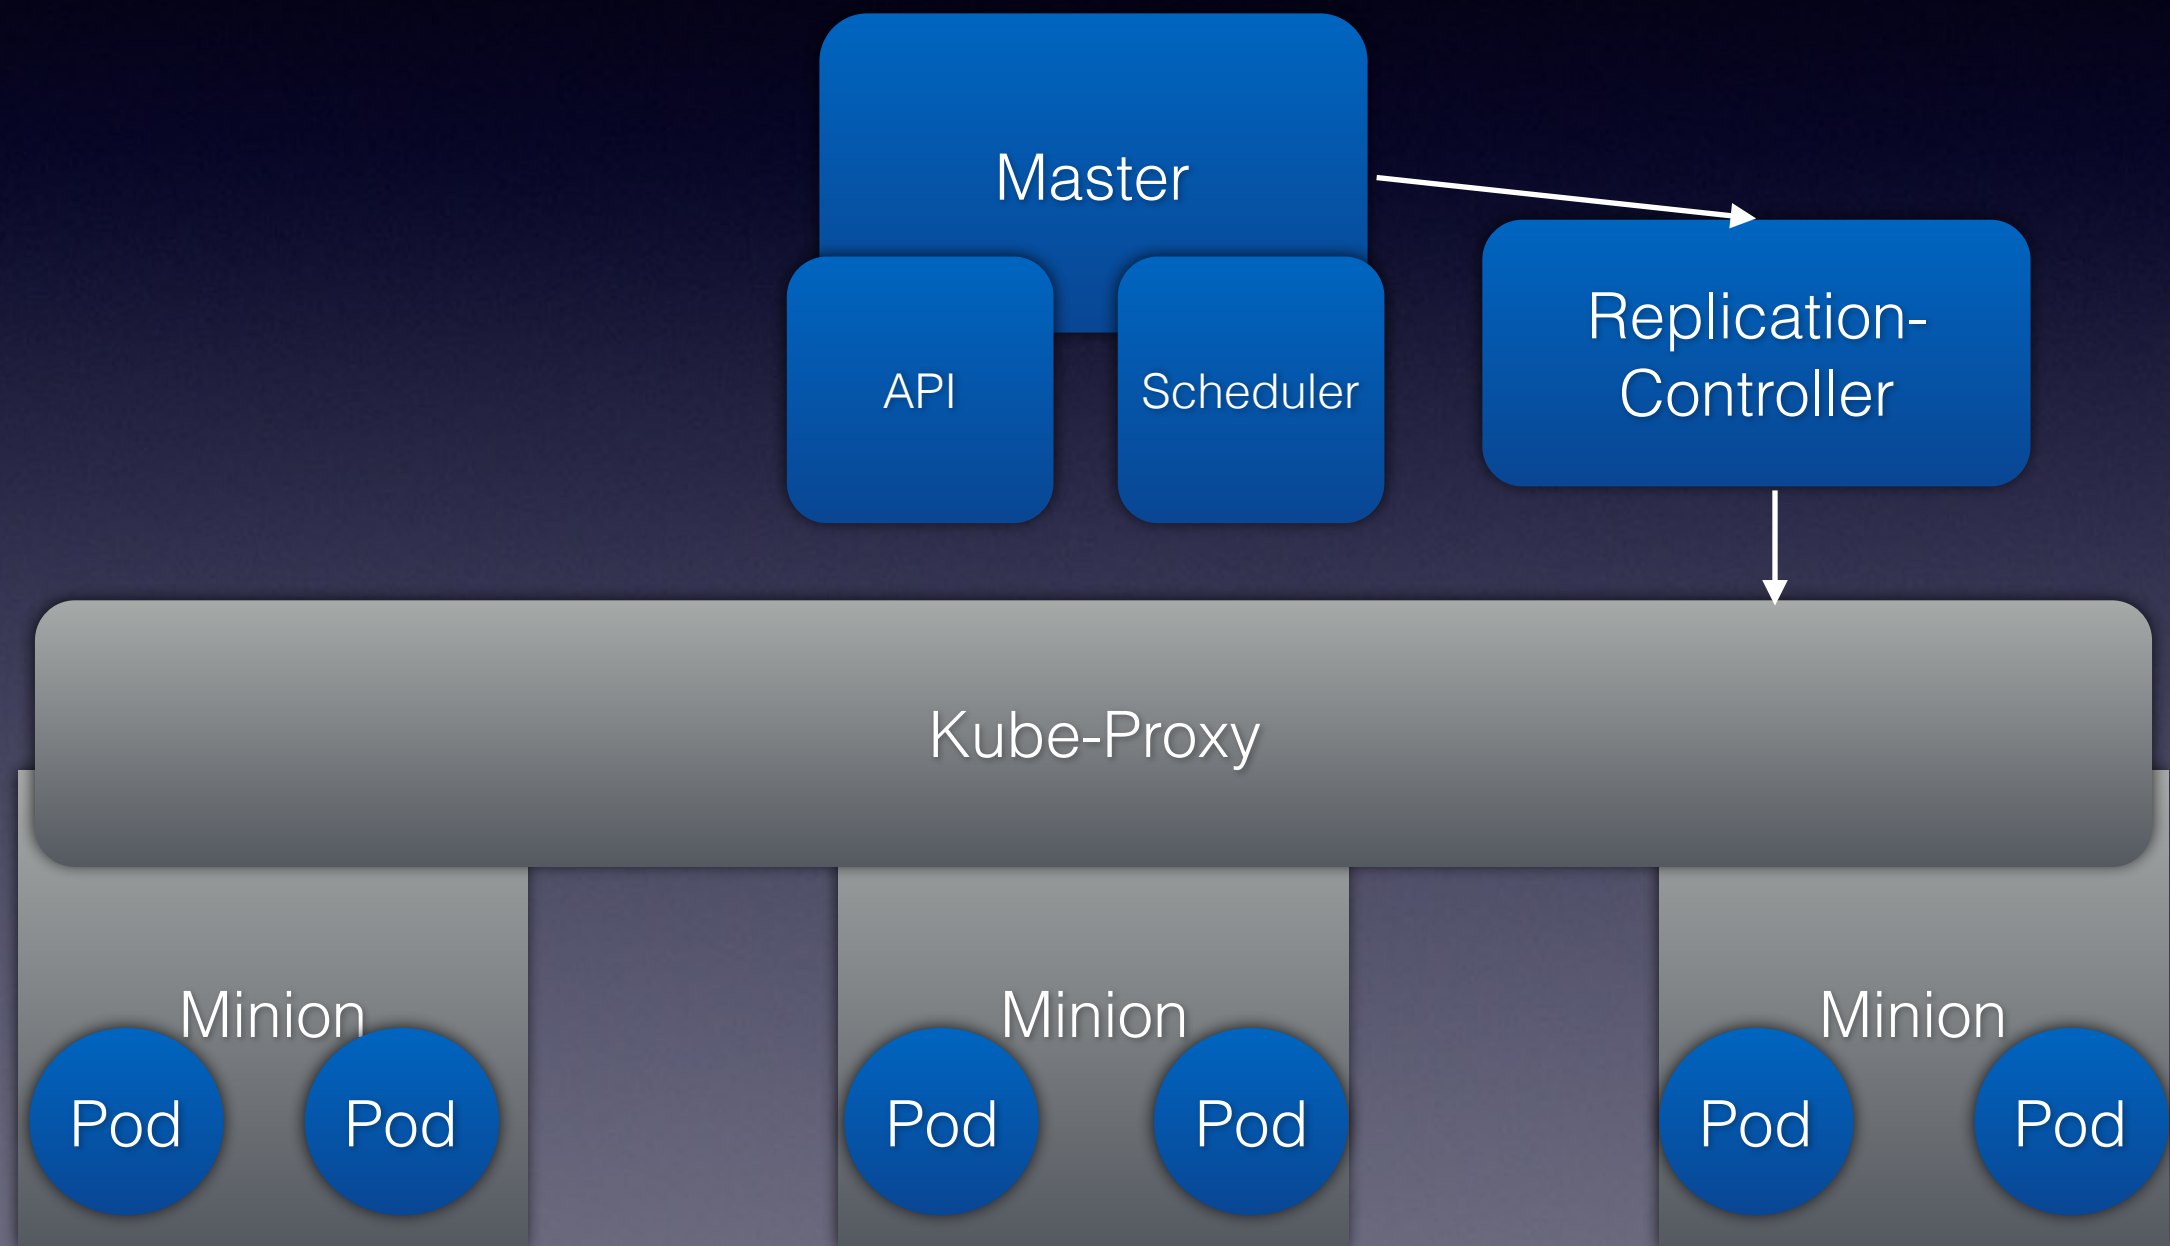 Master
API
Scheduler
Replication-
Controller
Kube-Proxy
Minion
Minion
Minion
Pod
Pod
Pod
Pod
Pod
Pod